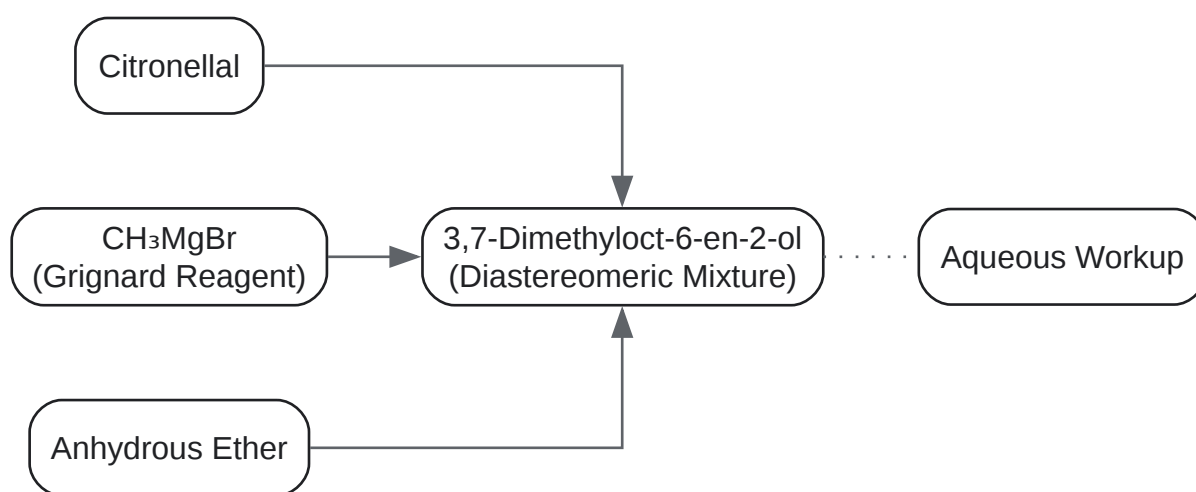 Citronellal
CH₃MgBr
(Grignard Reagent)
3,7-Dimethyloct-6-en-2-ol
(Diastereomeric Mixture)
Aqueous Workup
Anhydrous Ether